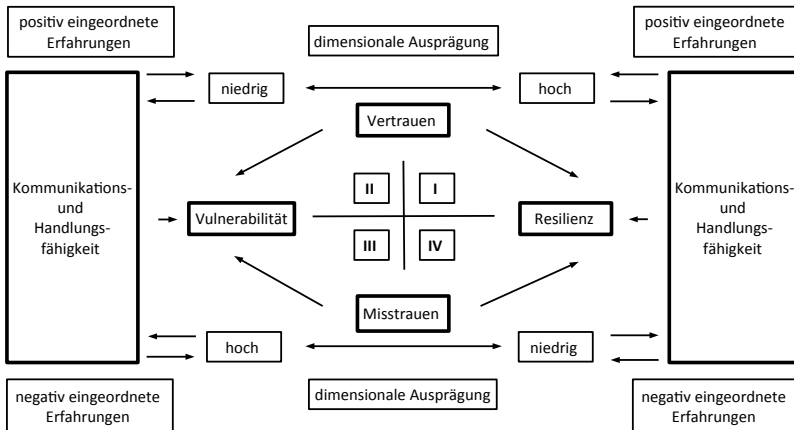 positiv eingeordnete
Erfahrungen
dimensionale Ausprägung
positiv eingeordnete
Erfahrungen
niedrig
hoch
Vertrauen
Kommunikations-
und
Handlungs-
fähigkeit
II
I
Vulnerabilität
Resilienz
III
IV
Kommunikations-
und
Handlungs-
fähigkeit
Misstrauen
hoch
niedrig
negativ eingeordnete
Erfahrungen
dimensionale Ausprägung
negativ eingeordnete
Erfahrungen